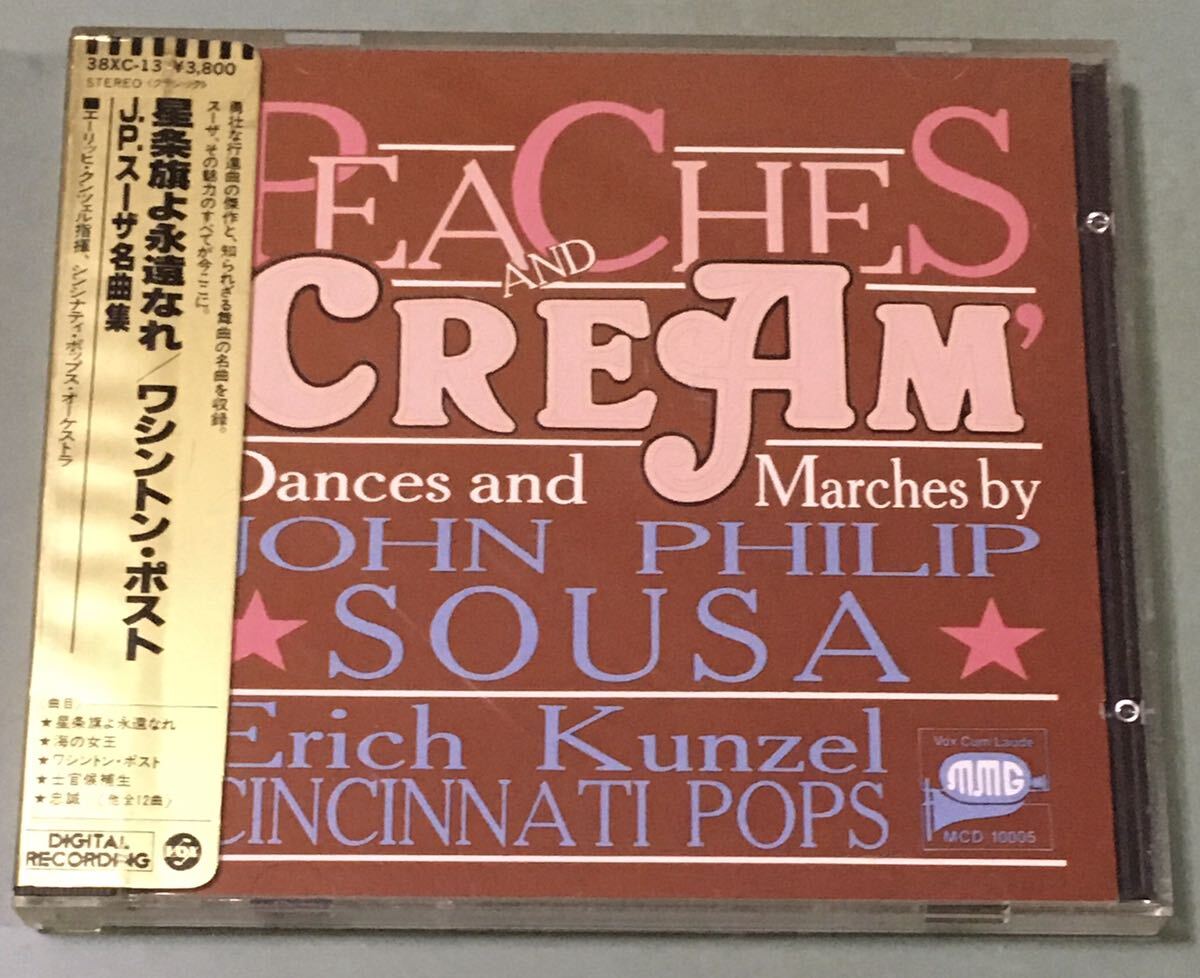 38XC-13 ¥3,800
STEREO〈クラシック〉
勇壮な行進曲の傑作と、知られざる舞曲の名曲を収録。
スーザ、その魅力のすべてが今ここに。
星条旗よ永遠なれ／ワシントン・ポスト
J.P.スーザ名曲集
■エーリッヒ・クンツェル指揮、シンシナティ・ポップス・オーケストラ
曲目
★星条旗よ永遠なれ
★海の女王
★ワシントン・ポスト
★士官候補生
★忠誠 (他全12曲)
DIGITAL
RECORDING
VOX
PEACHES
AND
CREAM'
Dances and Marches by
JOHN PHILIP
★ SOUSA ★
Erich Kunzel
CINCINNATI POPS
Vox Cum Laude
MMG
MCD 10005